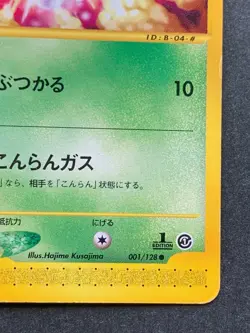 ID:B-04-#
ぶつかる 10
こんらんガス
なら、相手を「こんらん」状態にする。
抵抗力 にげる
Illus.Hajime Kusajima
1 EDITION
001/128 ●